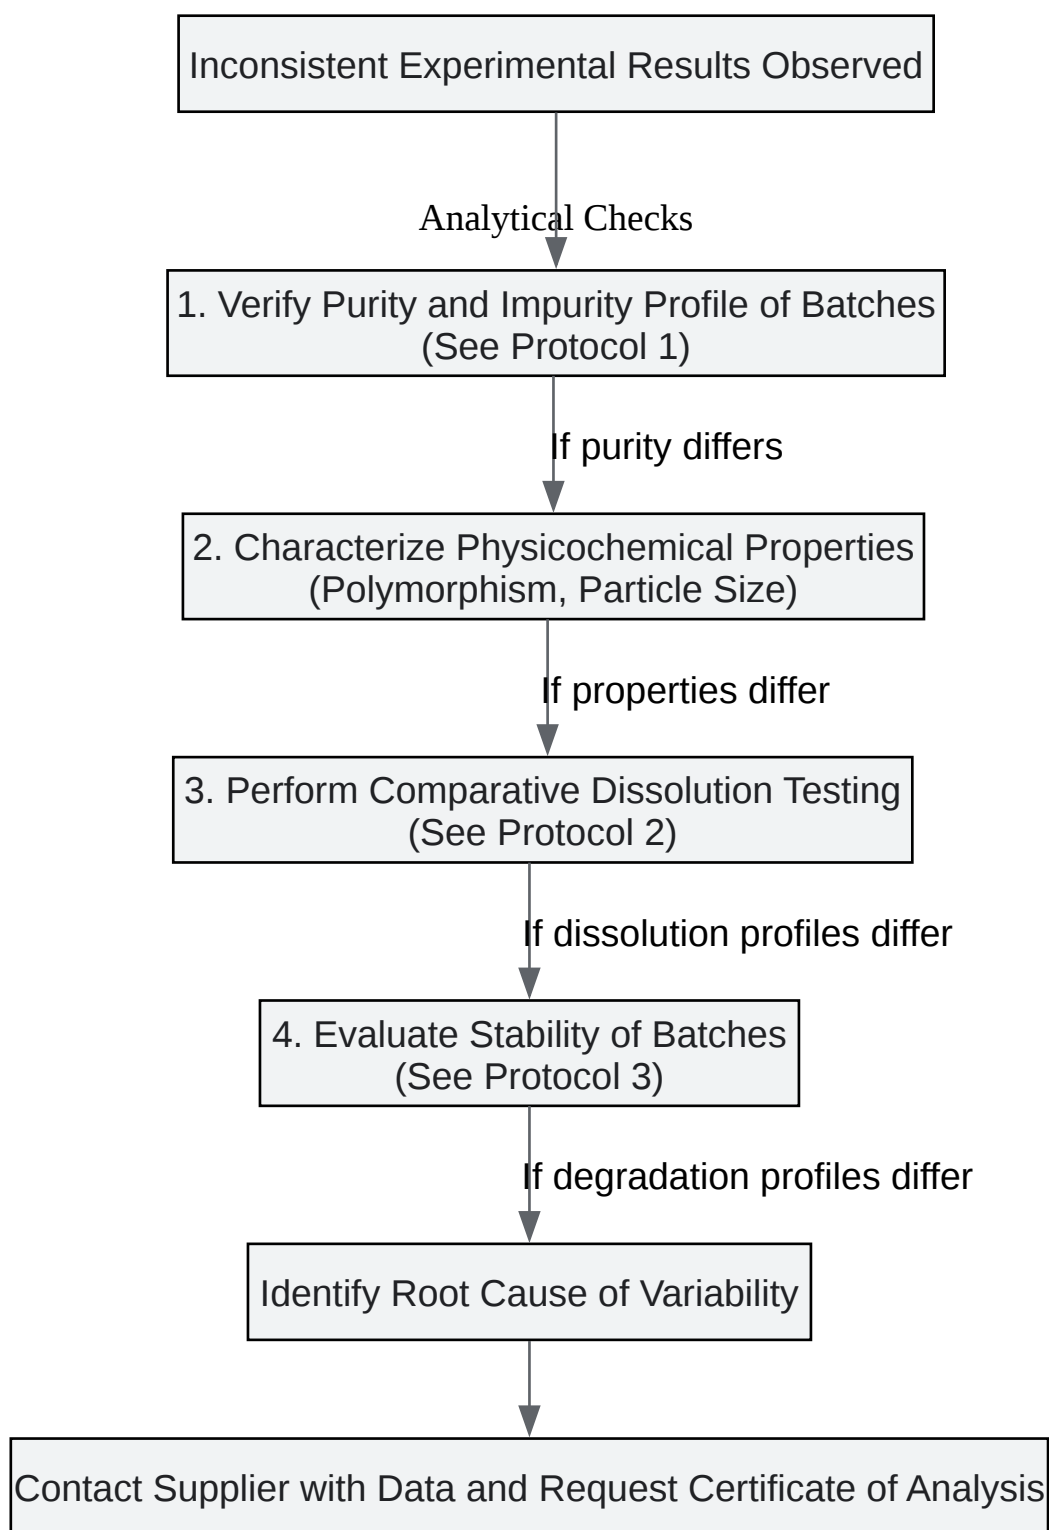 Inconsistent Experimental Results Observed
Analytical Checks
1. Verify Purity and Impurity Profile of Batches
(See Protocol 1)
If purity differs
2. Characterize Physicochemical Properties
(Polymorphism, Particle Size)
If properties differ
3. Perform Comparative Dissolution Testing
(See Protocol 2)
If dissolution profiles differ
4. Evaluate Stability of Batches
(See Protocol 3)
If degradation profiles differ
Identify Root Cause of Variability
Contact Supplier with Data and Request Certificate of Analysis